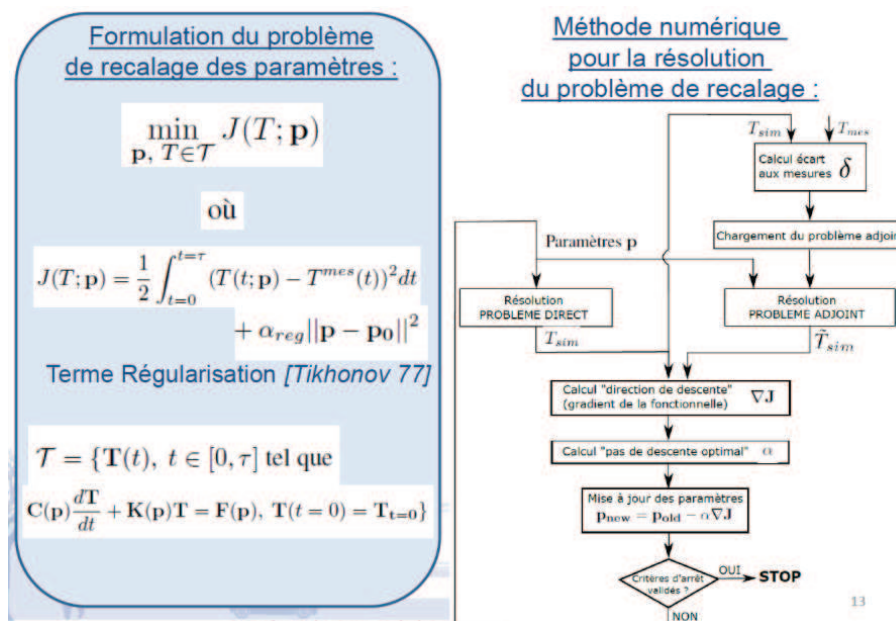 Formulation du problème
de recalage des paramètres :
min J(T; p)
p, T∈𝒯
où
J(T; p) = 1/2 ∫_{t=0}^{t=τ} (T(t; p) − T^{mes}(t))² dt
+ α_{reg}||p − p₀||²
Terme Régularisation [Tikhonov 77]
𝒯 = {T(t), t ∈ [0, τ] tel que
C(p) dT/dt + K(p)T = F(p), T(t = 0) = T_{t=0}}
Méthode numérique
pour la résolution
du problème de recalage :
T_{sim} T_{mes}
Calcul écart
aux mesures δ
Chargement du problème adjoint
Paramètres p
Résolution
PROBLEME DIRECT
Résolution
PROBLEME ADJOINT
T_{sim}
T̃_{sim}
Calcul "direction de descente"
(gradient de la fonctionnelle) ∇J
Calcul "pas de descente optimal" α
Mise à jour des paramètres
p_{new} = p_{old} − α∇J
Critères d'arrêt
validés ?
OUI
STOP
NON
13